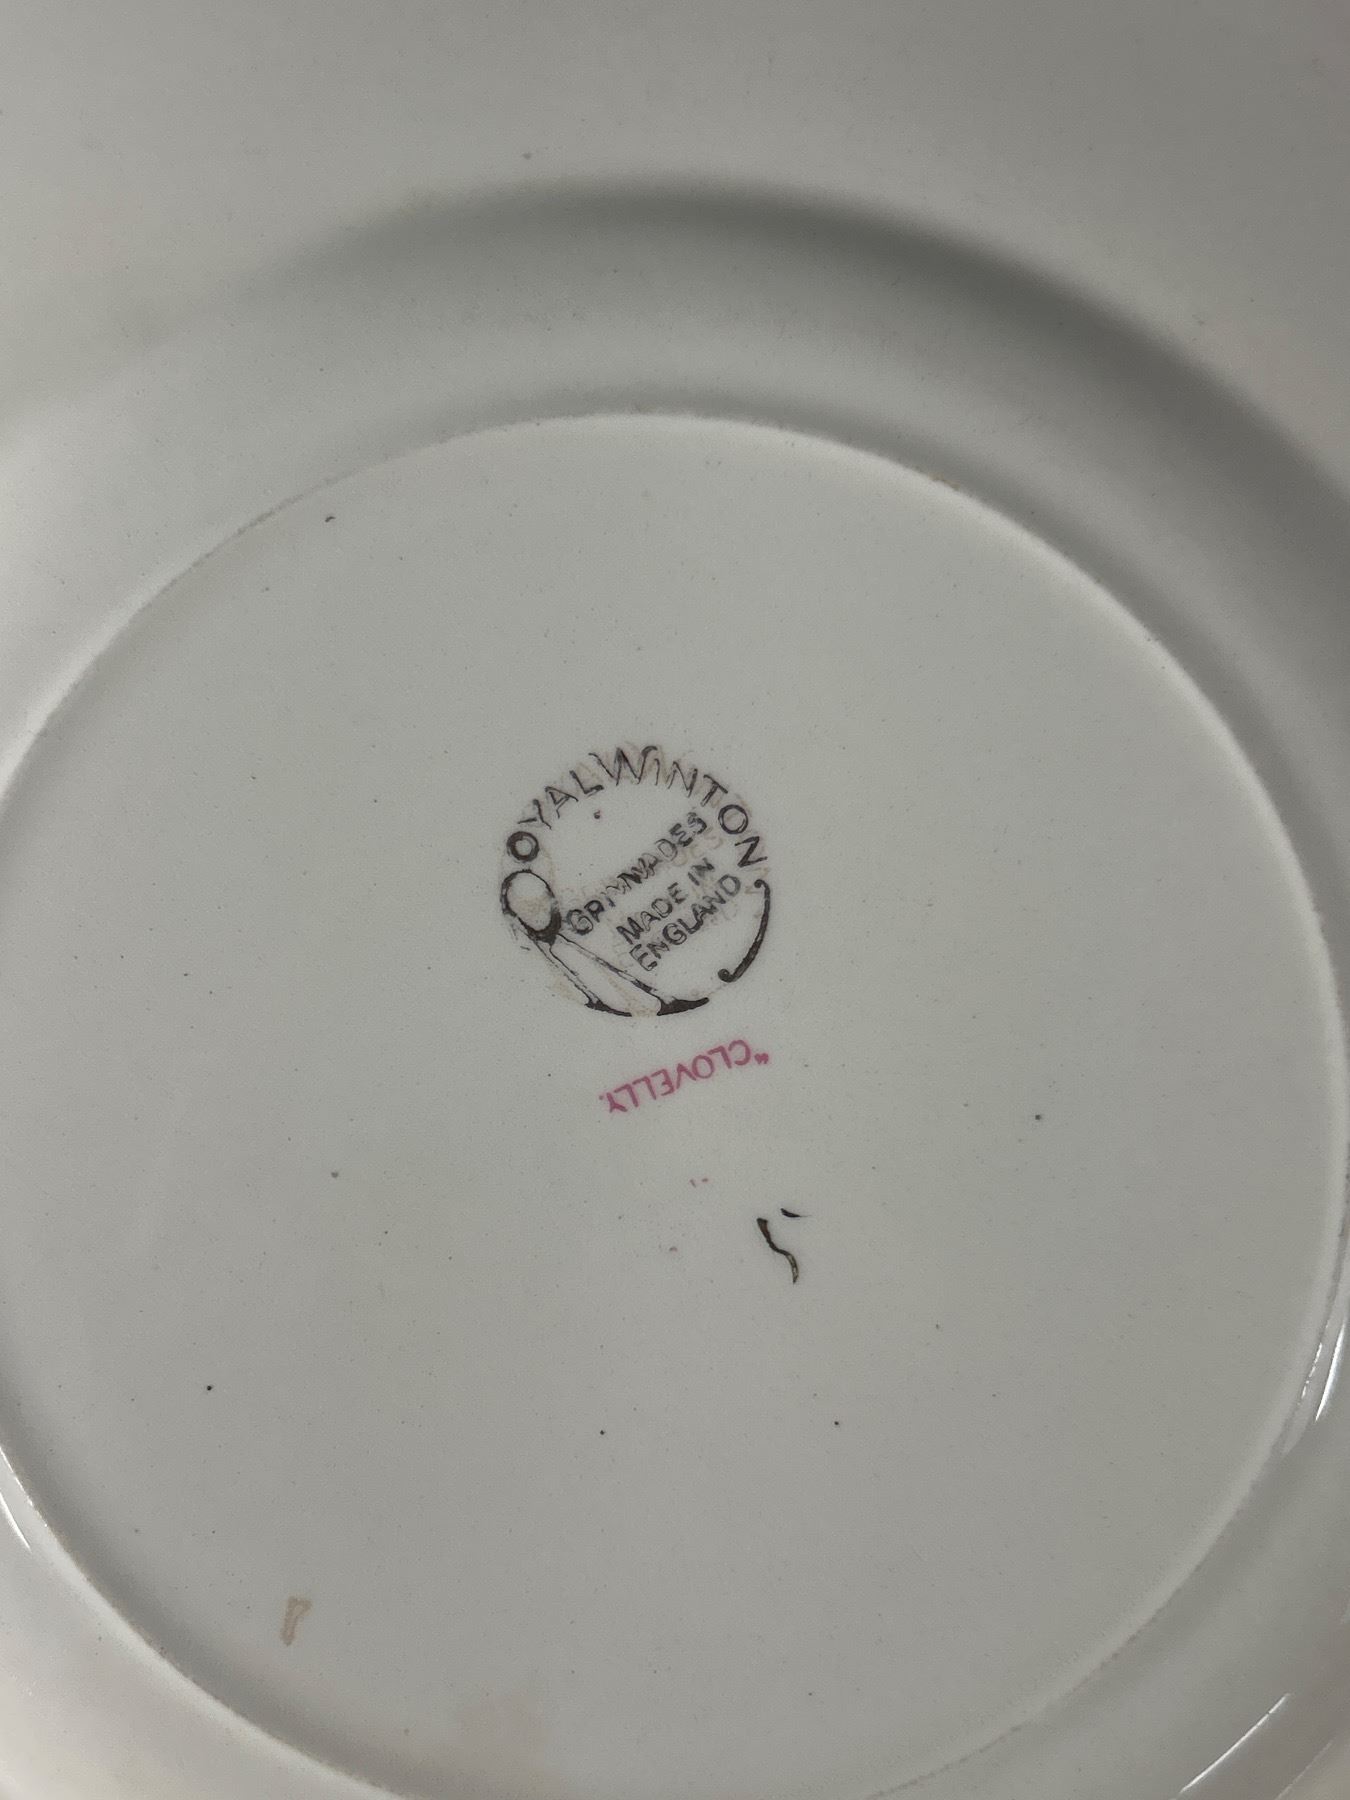 ROYAL WINTON
GRIMWADES
MADE IN
ENGLAND
"CLOVELLY.